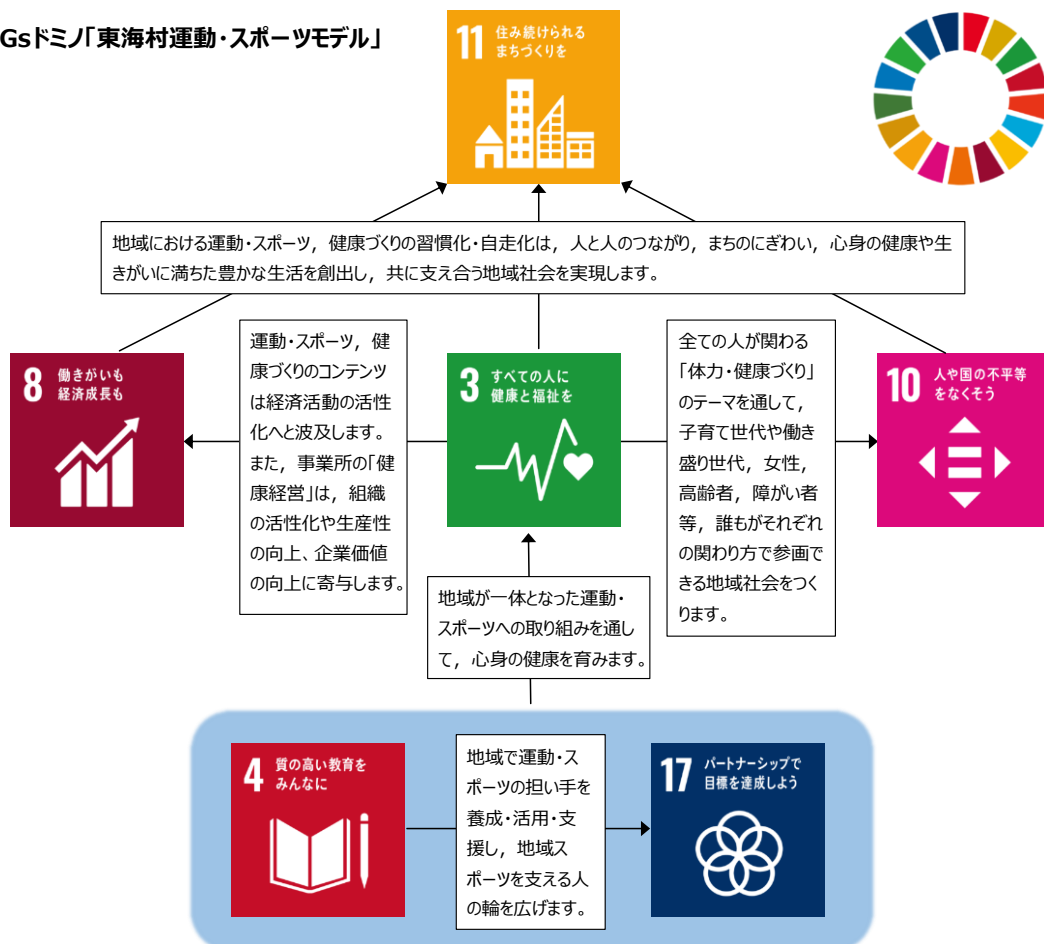 Gsドミノ「東海村運動・スポーツモデル」
11 住み続けられる
まちづくりを
地域における運動・スポーツ，健康づくりの習慣化・自走化は，人と人のつながり，まちのにぎわい，心身の健康や生
きがいに満ちた豊かな生活を創出し，共に支え合う地域社会を実現します。
8 働きがいも
経済成長も
運動・スポーツ，健
康づくりのコンテンツ
は経済活動の活性
化へと波及します。
また，事業所の「健
康経営」は，組織
の活性化や生産性
の向上、企業価値
の向上に寄与します。
3 すべての人に
健康と福祉を
全ての人が関わる
「体力・健康づくり」
のテーマを通して，
子育て世代や働き
盛り世代，女性，
高齢者，障がい者
等，誰もがそれぞれ
の関わり方で参画で
きる地域社会をつく
ります。
10 人や国の不平等
をなくそう
地域が一体となった運動・
スポーツへの取り組みを通し
て，心身の健康を育みます。
4 質の高い教育を
みんなに
地域で運動・ス
ポーツの担い手を
養成・活用・支
援し，地域ス
ポーツを支える人
の輪を広げます。
17 パートナーシップで
目標を達成しよう